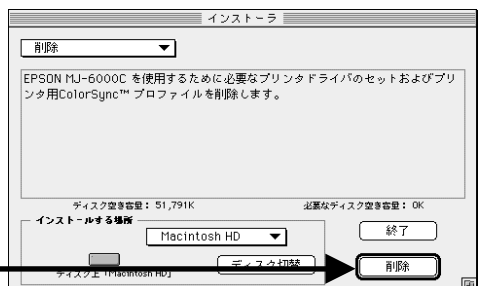 インストーラ
削除
EPSON MJ-6000C を使用するために必要なプリンタドライバのセットおよびプリ
ンタ用ColorSync™ プロファイルを削除します。
ディスク空き容量： 51,791K
必要なディスク空き容量： OK
インストールする場所
Macintosh HD
終了
ディスク切替
削除
ディスク上「Macintosh HD」